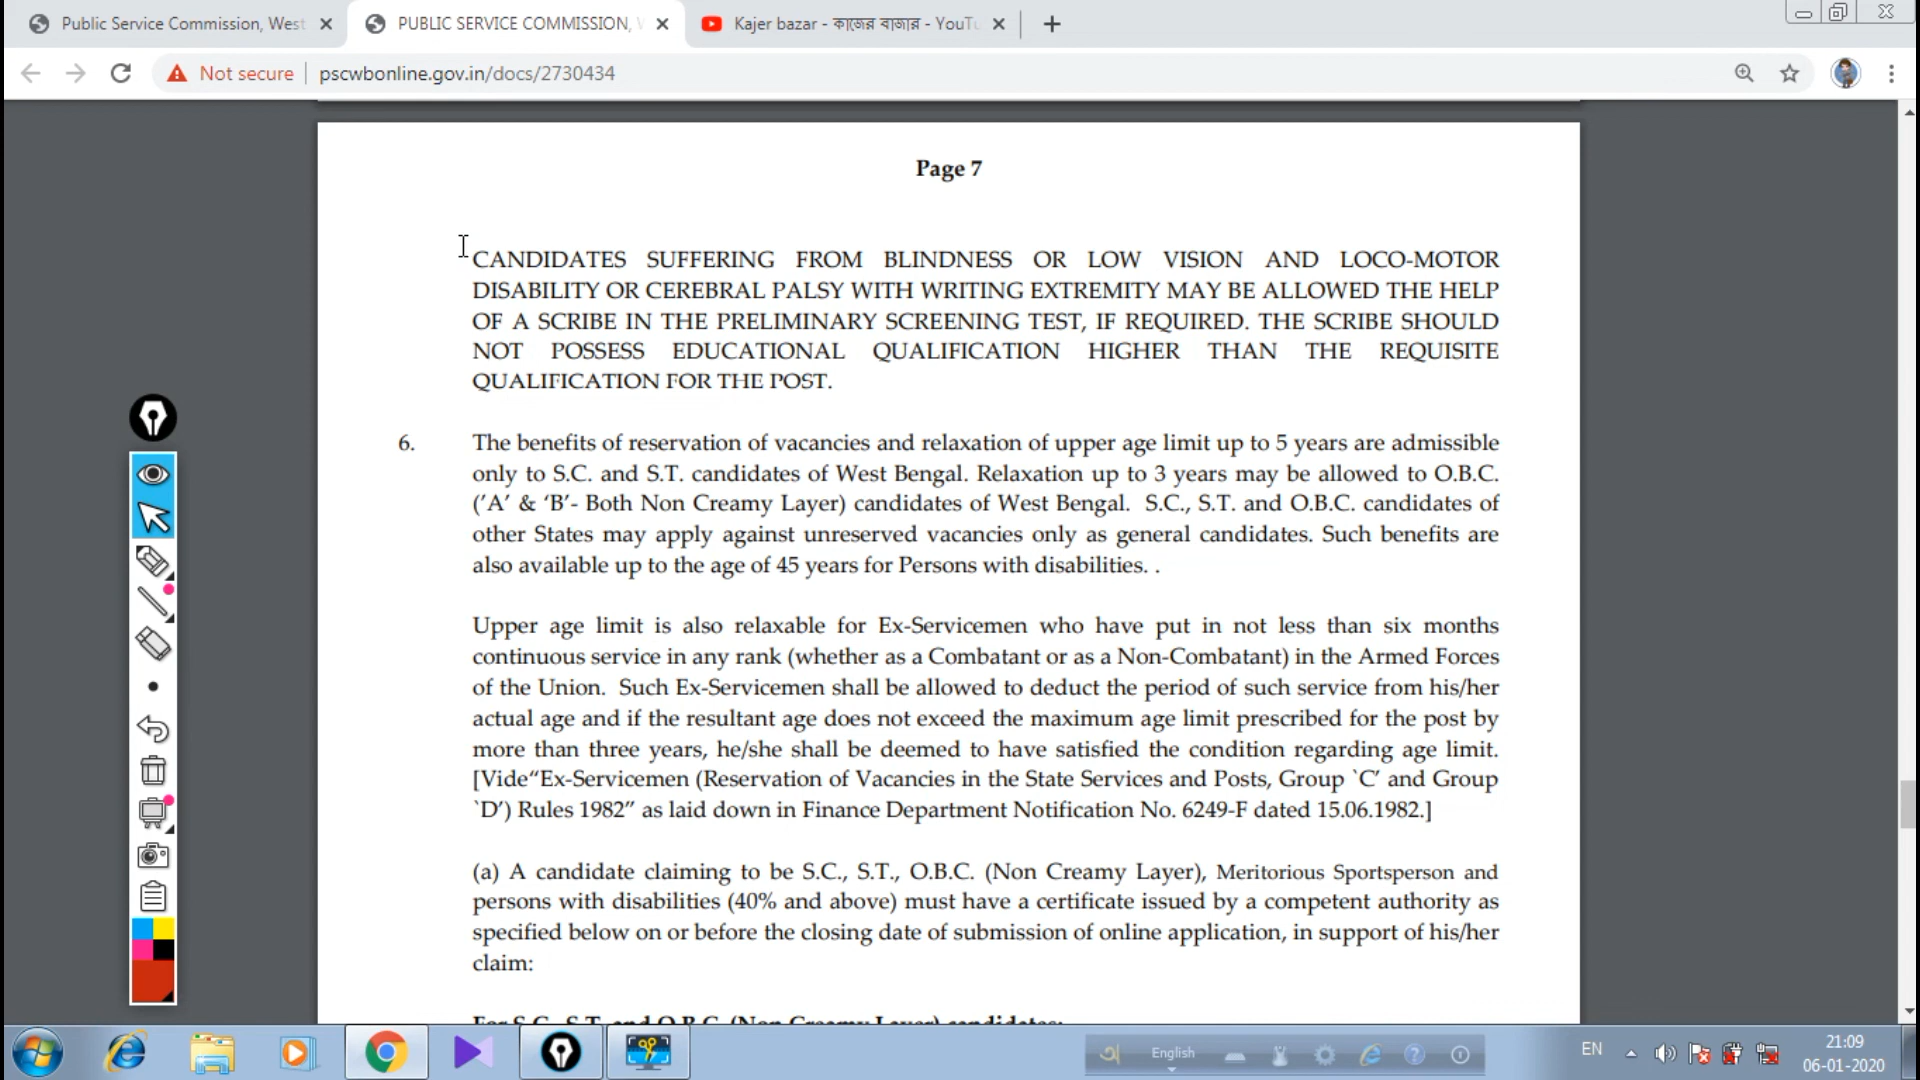 Public Service Commission, West
PUBLIC SERVICE COMMISSION, W
Kajer bazar - কাজের বাজার - YouTu
Not secure
pscwbonline.gov.in/docs/2730434
Page 7
CANDIDATES SUFFERING FROM BLINDNESS OR LOW VISION AND LOCO-MOTOR
DISABILITY OR CEREBRAL PALSY WITH WRITING EXTREMITY MAY BE ALLOWED THE HELP
OF A SCRIBE IN THE PRELIMINARY SCREENING TEST, IF REQUIRED. THE SCRIBE SHOULD
NOT POSSESS EDUCATIONAL QUALIFICATION HIGHER THAN THE REQUISITE
QUALIFICATION FOR THE POST.
6. The benefits of reservation of vacancies and relaxation of upper age limit up to 5 years are admissible
only to S.C. and S.T. candidates of West Bengal. Relaxation up to 3 years may be allowed to O.B.C.
('A' & 'B'- Both Non Creamy Layer) candidates of West Bengal. S.C., S.T. and O.B.C. candidates of
other States may apply against unreserved vacancies only as general candidates. Such benefits are
also available up to the age of 45 years for Persons with disabilities. .
Upper age limit is also relaxable for Ex-Servicemen who have put in not less than six months
continuous service in any rank (whether as a Combatant or as a Non-Combatant) in the Armed Forces
of the Union. Such Ex-Servicemen shall be allowed to deduct the period of such service from his/her
actual age and if the resultant age does not exceed the maximum age limit prescribed for the post by
more than three years, he/she shall be deemed to have satisfied the condition regarding age limit.
[Vide“Ex-Servicemen (Reservation of Vacancies in the State Services and Posts, Group `C' and Group
`D') Rules 1982” as laid down in Finance Department Notification No. 6249-F dated 15.06.1982.]
(a) A candidate claiming to be S.C., S.T., O.B.C. (Non Creamy Layer), Meritorious Sportsperson and
persons with disabilities (40% and above) must have a certificate issued by a competent authority as
specified below on or before the closing date of submission of online application, in support of his/her
claim:
For S.C., S.T. and O.B.C. (Non Creamy Layer) candidates:
অ English
EN
21:09
06-01-2020